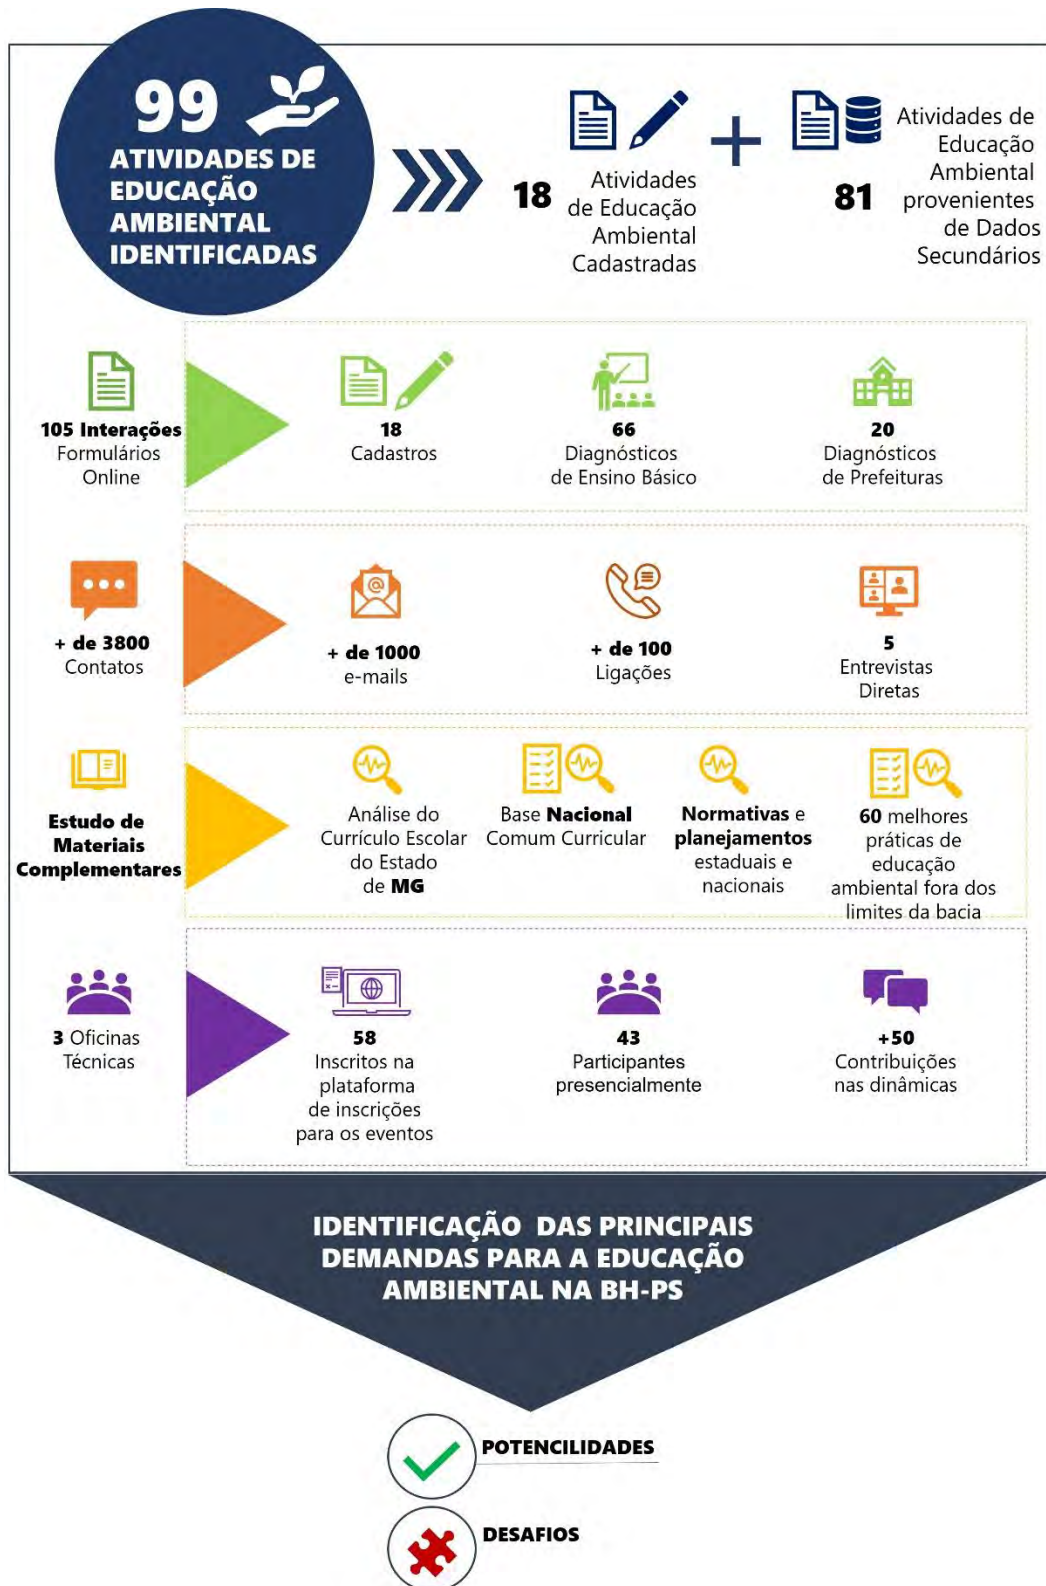 99
ATIVIDADES DE
EDUCAÇÃO
AMBIENTAL
IDENTIFICADAS
18
Atividades
de Educação
Ambiental
Cadastradas
+
81
Atividades de
Educação
Ambiental
provenientes
de Dados
Secundários
105 Interações
Formulários
Online
18
Cadastros
66
Diagnósticos
de Ensino Básico
20
Diagnósticos
de Prefeituras
+ de 3800
Contatos
@
+ de 1000
e-mails
+ de 100
Ligações
5
Entrevistas
Diretas
Estudo de
Materiais
Complementares
Análise do
Currículo Escolar
do Estado
de MG
Base Nacional
Comum Curricular
Normativas e
planejamentos
estaduais e
nacionais
60 melhores
práticas de
educação
ambiental fora dos
limites da bacia
3 Oficinas
Técnicas
58
Inscritos na
plataforma
de inscrições
para os eventos
43
Participantes
presencialmente
+50
Contribuições
nas dinâmicas
IDENTIFICAÇÃO DAS PRINCIPAIS
DEMANDAS PARA A EDUCAÇÃO
AMBIENTAL NA BH-PS
POTENCILIDADES
DESAFIOS